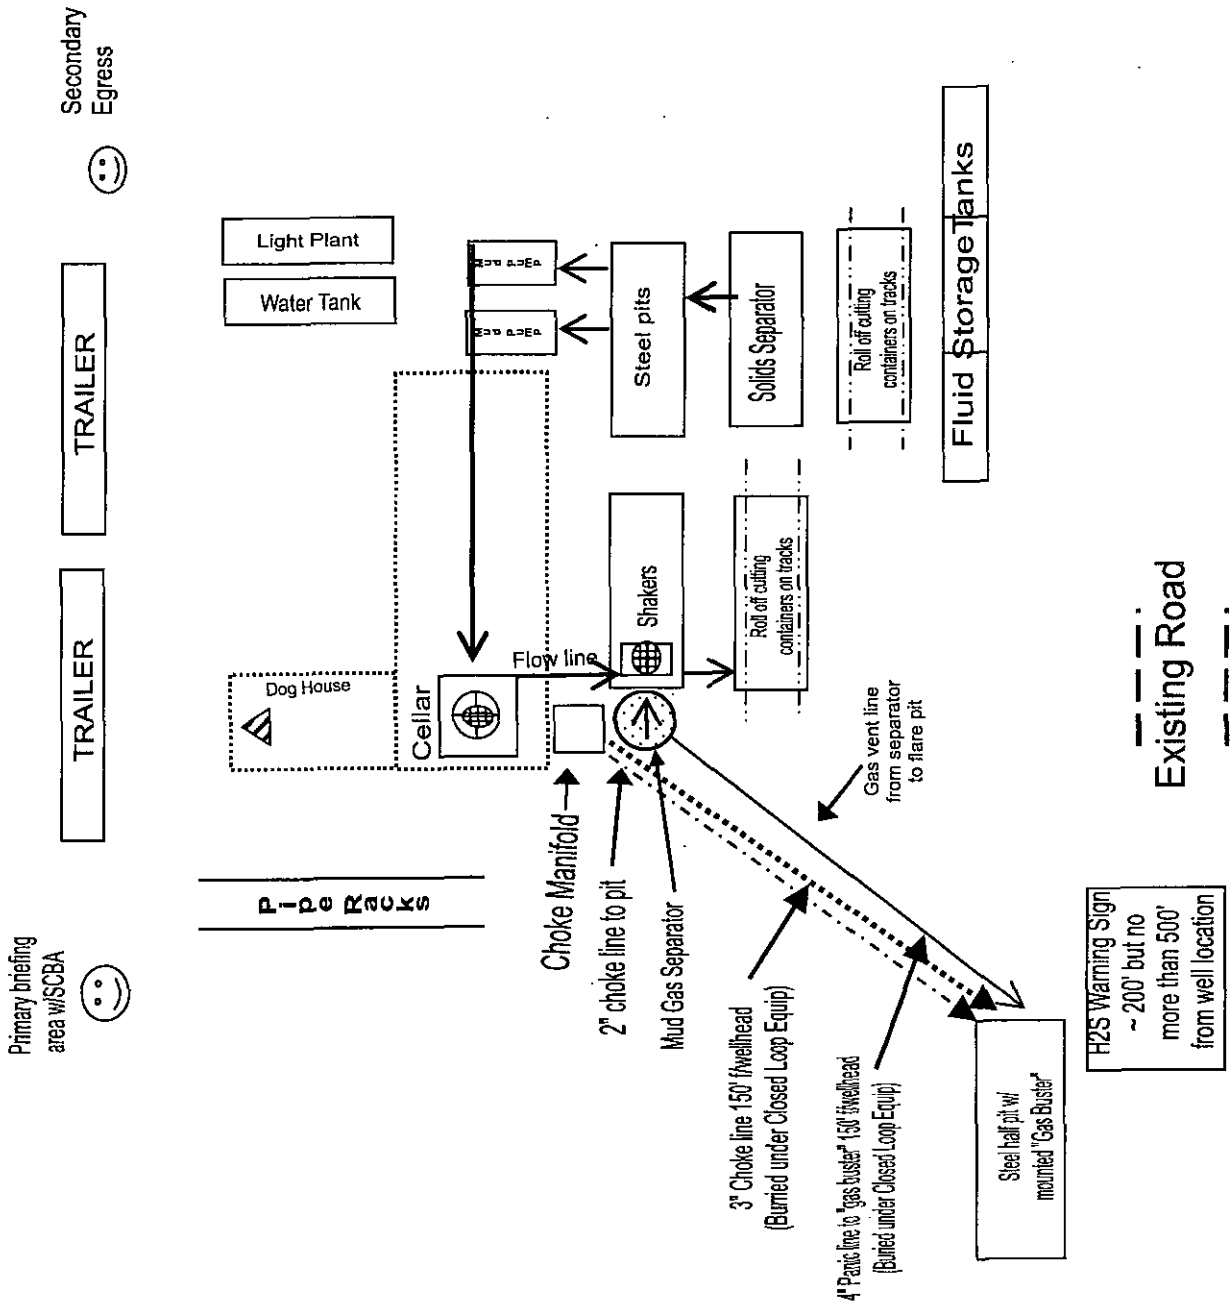 Secondary
Egress
Light Plant
Water Tank
TRAILER
TRAILER
Steel pits
Solids Separator
Roll off cutting
containers on tracks
Fluid StorageTanks
Dog House
Cellar
Flow line
Shakers
Roll off cutting
containers on tracks
Pipe Racks
Primary briefing
area w/SCBA
Choke Manifold
2" choke line to pit
Mud Gas Separator
Gas vent line
from separator
to flare pit
3" Choke line 150' f/wellhead
(Burried under Closed Loop Equip)
4" Panic line to "gas buster" 150' f/wellhead
(Buried under Closed Loop Equip)
Steel half pit w/
mounted "Gas Buster"
H2S Warning Sign
~ 200' but no
more than 500'
from well location
Existing Road